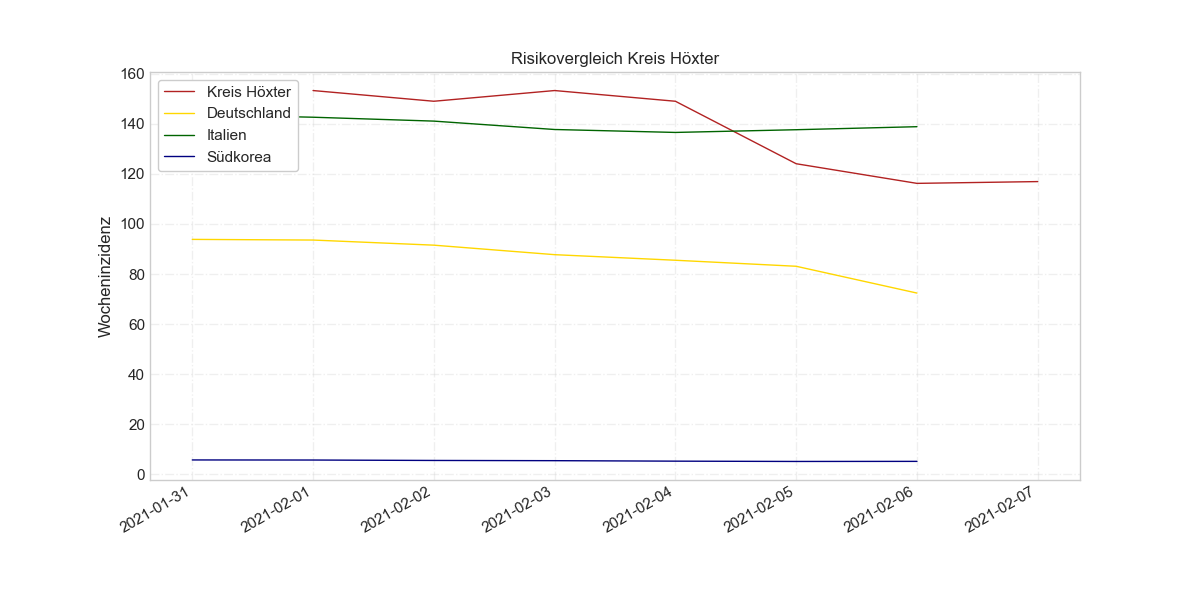 Risikovergleich Kreis Höxter
Wocheninzidenz
160
140
120
100
80
60
40
20
0
Kreis Höxter
Deutschland
Italien
Südkorea
2021-01-31
2021-02-01
2021-02-02
2021-02-03
2021-02-04
2021-02-05
2021-02-06
2021-02-07